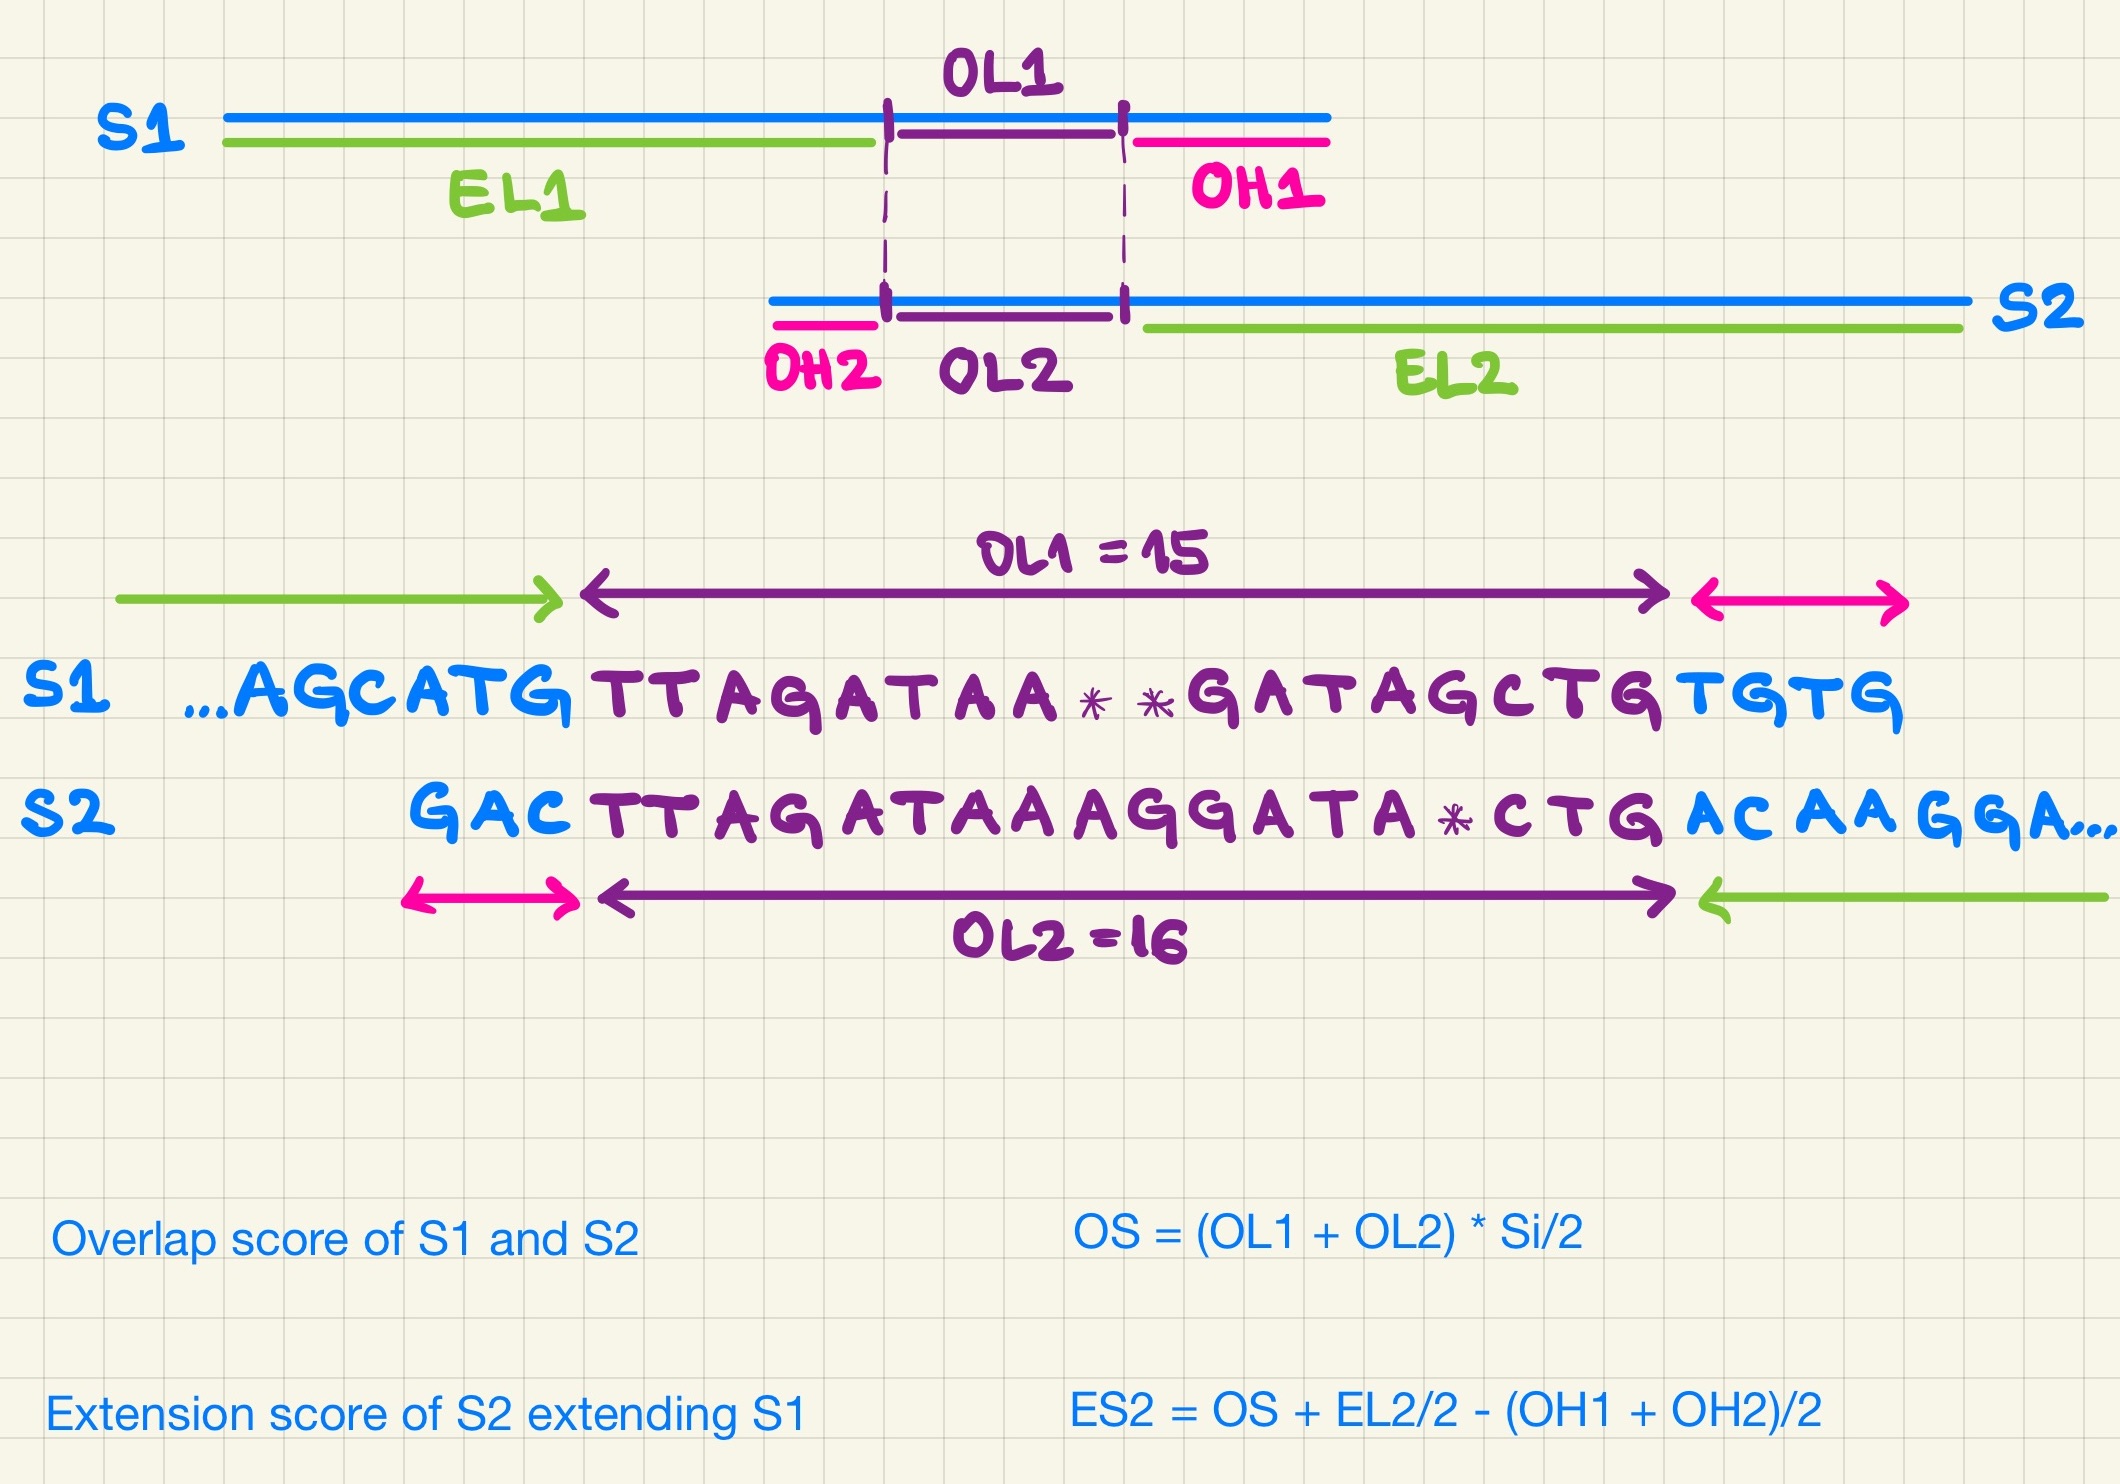 OL1
S1
EL1
OH1
S2
OH2
OL2
EL2
OL1 = 15
S1 ...AGCATG TTAGATAA**GATAGCTG TGTG
S2 GAC TTAGATAAAGGATA*CTG ACAAGGA...
OL2 = 16
Overlap score of S1 and S2 OS = (OL1 + OL2) * Si/2
Extension score of S2 extending S1 ES2 = OS + EL2/2 - (OH1 + OH2)/2